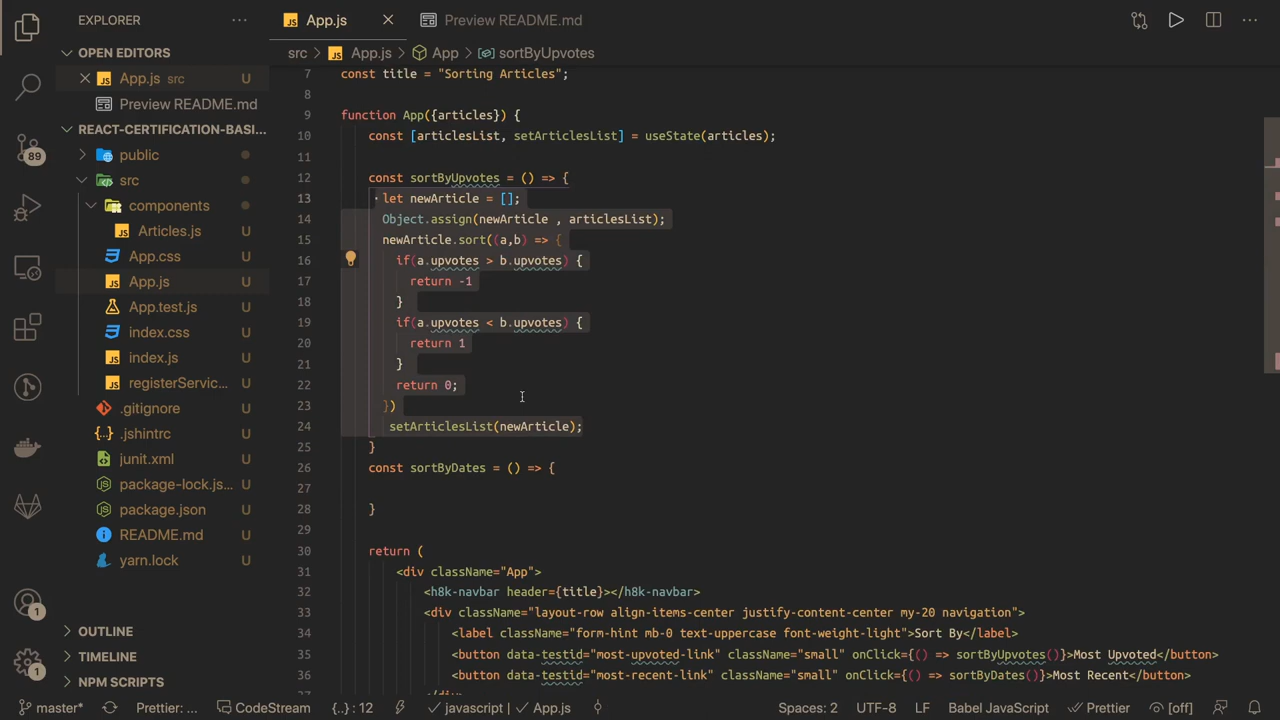 EXPLORER
OPEN EDITORS
App.js src U
Preview README.md
REACT-CERTIFICATION-BASI...
public
src
components
Articles.js U
App.css U
App.js U
App.test.js U
index.css U
index.js U
registerServic... U
.gitignore U
.jshintrc U
junit.xml U
package-lock.js... U
package.json U
README.md U
yarn.lock U
OUTLINE
TIMELINE
NPM SCRIPTS
89
1
1
App.js
Preview README.md
src > App.js > App > sortByUpvotes
7 const title = "Sorting Articles";
8
9 function App({articles}) {
10 const [articlesList, setArticlesList] = useState(articles);
11
12 const sortByUpvotes = () => {
13 let newArticle = [];
14 Object.assign(newArticle , articlesList);
15 newArticle.sort((a,b) => {
16 if(a.upvotes > b.upvotes) {
17 return -1
18 }
19 if(a.upvotes < b.upvotes) {
20 return 1
21 }
22 return 0;
23 })
24 setArticlesList(newArticle);
25 }
26 const sortByDates = () => {
27
28 }
29
30 return (
31 <div className="App">
32 <h8k-navbar header={title}></h8k-navbar>
33 <div className="layout-row align-items-center justify-content-center my-20 navigation">
34 <label className="form-hint mb-0 text-uppercase font-weight-light">Sort By</label>
35 <button data-testid="most-upvoted-link" className="small" onClick={() => sortByUpvotes()}>Most Upvoted</button>
36 <button data-testid="most-recent-link" className="small" onClick={() => sortByDates()}>Most Recent</button>
37 </div>
master* Prettier: ... CodeStream {..} : 12 javascript | App.js Spaces: 2 UTF-8 LF Babel JavaScript Prettier [off]